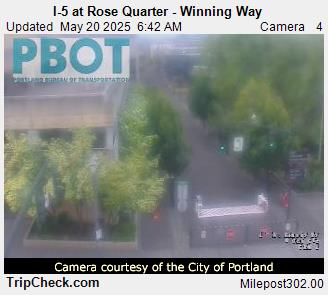 I-5 at Rose Quarter - Winning Way
Updated May 20 2025 6:42 AM Camera 4
PBOT
PORTLAND BUREAU OF TRANSPORTATION
Camera courtesy of the City of Portland
TripCheck.com Milepost302.00